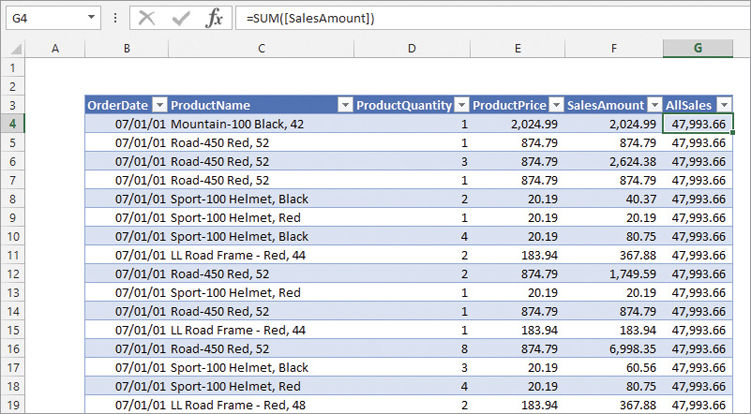 G4 fx =SUM([SalesAmount])
A B C D E F G
1
2
3 OrderDate ProductName ProductQuantity ProductPrice SalesAmount AllSales
4 07/01/01 Mountain-100 Black, 42 1 2,024.99 2,024.99 47,993.66
5 07/01/01 Road-450 Red, 52 1 874.79 874.79 47,993.66
6 07/01/01 Road-450 Red, 52 3 874.79 2,624.38 47,993.66
7 07/01/01 Road-450 Red, 52 1 874.79 874.79 47,993.66
8 07/01/01 Sport-100 Helmet, Black 2 20.19 40.37 47,993.66
9 07/01/01 Sport-100 Helmet, Red 1 20.19 20.19 47,993.66
10 07/01/01 Sport-100 Helmet, Black 4 20.19 80.75 47,993.66
11 07/01/01 LL Road Frame - Red, 44 2 183.94 367.88 47,993.66
12 07/01/01 Road-450 Red, 52 2 874.79 1,749.59 47,993.66
13 07/01/01 Sport-100 Helmet, Red 1 20.19 20.19 47,993.66
14 07/01/01 Road-450 Red, 52 1 874.79 874.79 47,993.66
15 07/01/01 LL Road Frame - Red, 44 1 183.94 183.94 47,993.66
16 07/01/01 Road-450 Red, 52 8 874.79 6,998.35 47,993.66
17 07/01/01 Sport-100 Helmet, Black 3 20.19 60.56 47,993.66
18 07/01/01 Sport-100 Helmet, Red 4 20.19 80.75 47,993.66
19 07/01/01 LL Road Frame - Red, 48 2 183.94 367.88 47,993.66